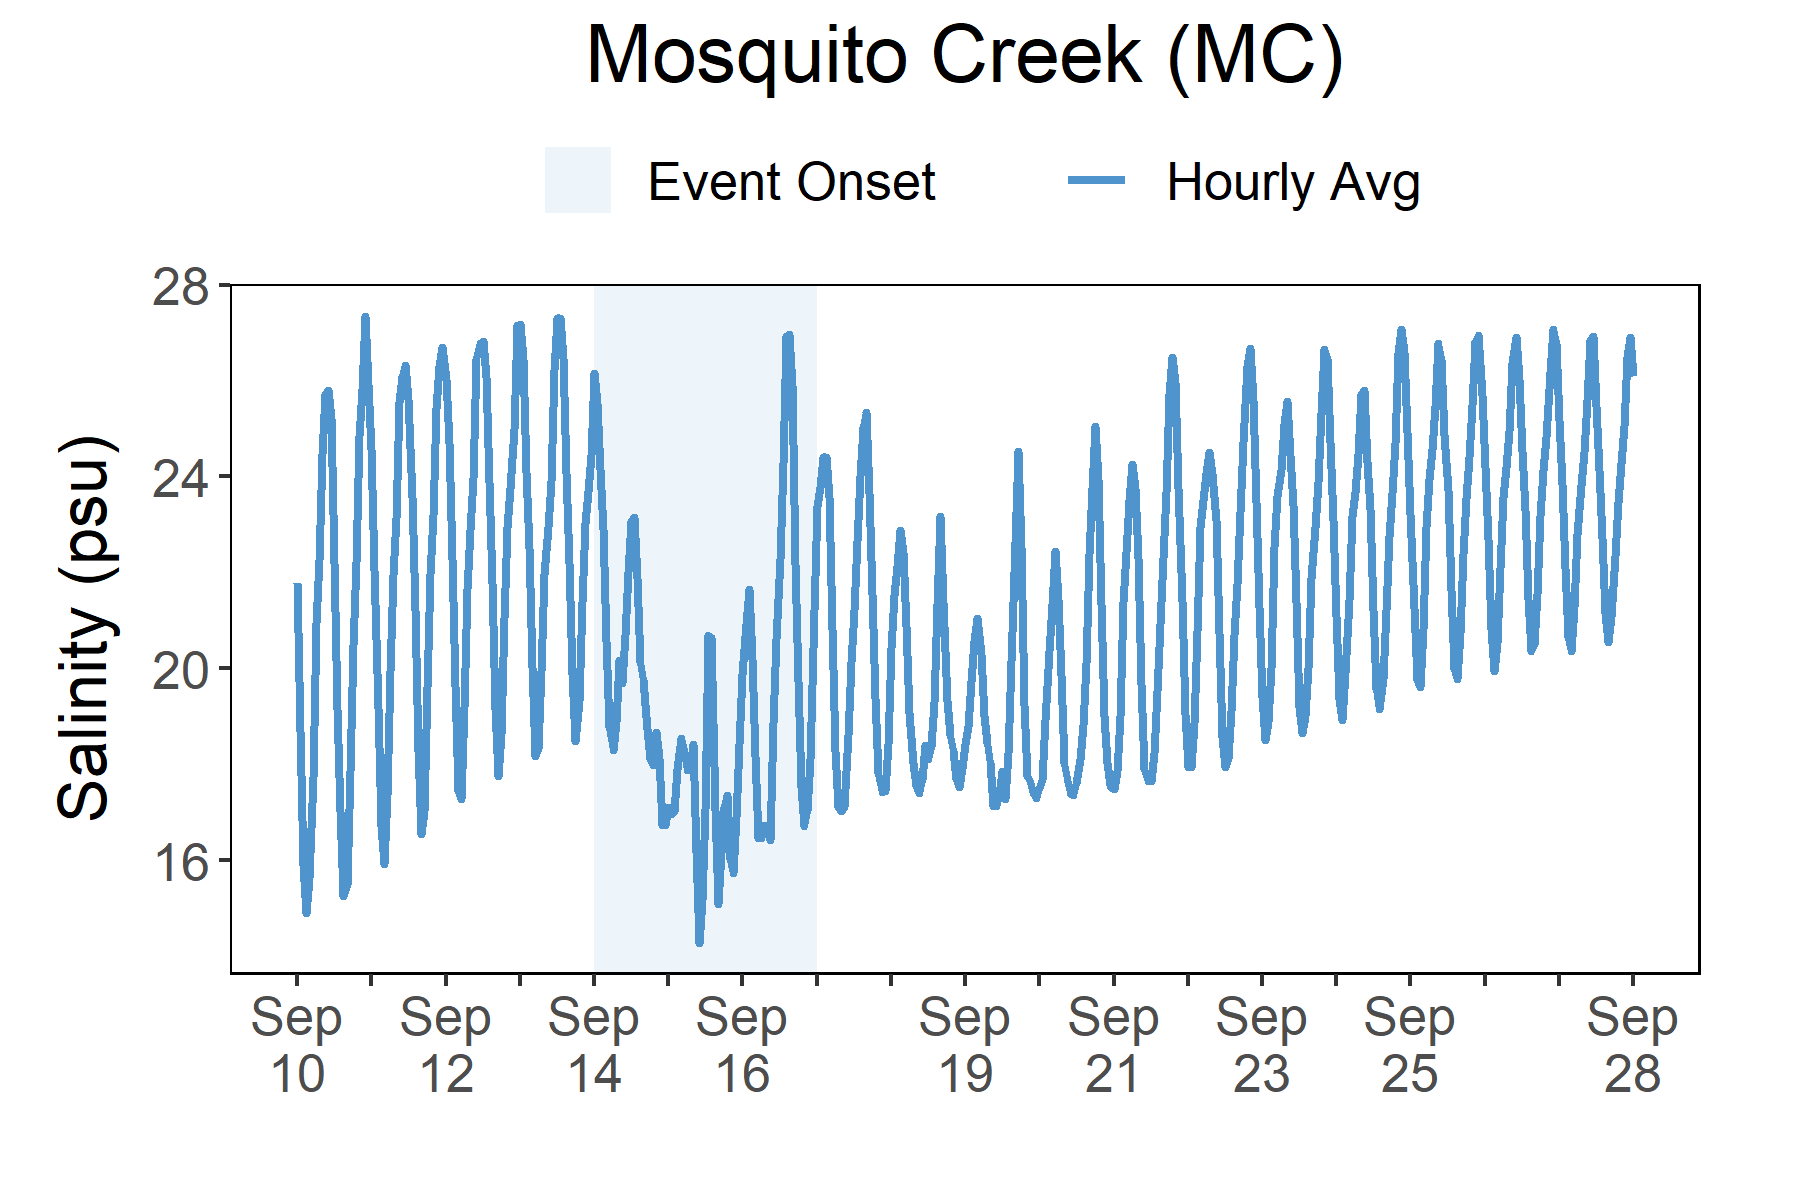 Mosquito Creek (MC)
Event Onset Hourly Avg
28
24
20
16
Salinity (psu)
Sep Sep Sep Sep Sep Sep Sep Sep Sep
10 12 14 16 19 21 23 25 28